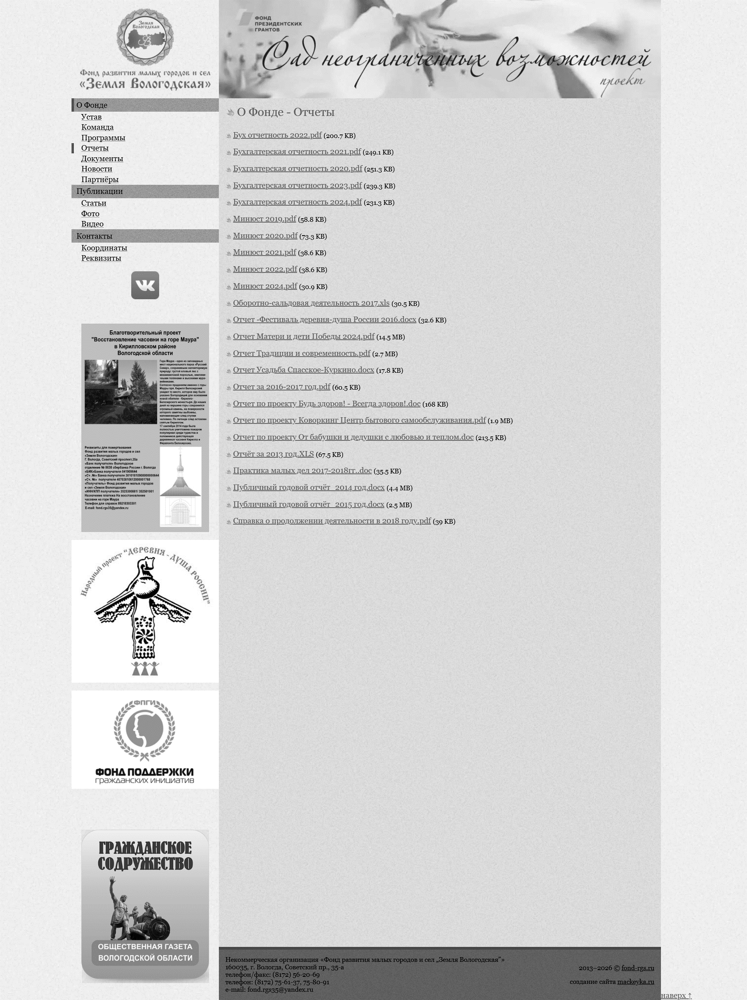 Земля
Вологодская
Фонд развития малых городов и сел
«Земля Вологодская»
ФОНД
ПРЕЗИДЕНТСКИХ
ГРАНТОВ
Сад неограниченных возможностей
проект
О Фонде
Устав
Команда
Программы
Отчеты
Документы
Новости
Партнёры
Публикации
Статьи
Фото
Видео
Контакты
Координаты
Реквизиты
Благотворительный проект
"Восстановление часовни на горе Маура"
в Кирилловском районе
Вологодской области
Гора Маура - одно из заповедных
мест национального парка «Русский
Север», сохранившее неповторимую
природу: густой еловый лес с
можжевеловой порослью, земляни-
чными полянами и высокими мура-
вейниками.
Согласно преданиям именно с горы
Мауры прп. Кирилл Белозерский
увидел то место, которое ему было
указано Богородицей для основания
новой обители - Кирилло-
Белозерского монастыря. До наших
дней на вершине горы сохранился
огромный камень, на поверхности
которого заметны выбоины,
напоминающие след ступни
человека. По легенде след оставлен
святым Кириллом.
17 сентября 2014 года была
полностью уничтожена пожаром
популярная среди туристов и
паломников действующая
деревянная часовня Кирилла и
Ферапонта Белозерских.
Реквизиты для пожертвования
Фонд развития малых городов и сел
«Земля Вологодская»
Г. Вологда, Советский проспект,35а
«Банк получателя» Вологодское
отделение № 8638 сбербанка России г. Вологда
«БИК»Банка получателя 041909644
«Сч .№» Банка получателя 30101810900000000644
«Сч. №» получателя 40703810612000001768
«Получатель» Фонд развития малых городов
и сел «Земля Вологодская»
«ИНН/КПП получателя» 3525300881/ 352501001
Назначение платежа На восстановление
часовни на горе Маура
Телефон для справок 89218303301
E-mail: fond.rgs35@yandex.ru
Народный проект "ДЕРЕВНЯ - ДУША РОССИИ"
ФПГИ
ФОНД ПОДДЕРЖКИ
ГРАЖДАНСКИХ ИНИЦИАТИВ
ГРАЖДАНСКОЕ
СОДРУЖЕСТВО
ОБЩЕСТВЕННАЯ ГАЗЕТА
ВОЛОГОДСКОЙ ОБЛАСТИ
О Фонде - Отчеты
Бух отчетность 2022.pdf (200.7 KB)
Бухгалтерская отчетность 2021.pdf (249.1 KB)
Бухгалтерская отчетность 2020.pdf (251.3 KB)
Бухгалтерская отчетность 2023.pdf (239.3 KB)
Бухгалтерская отчетность 2024.pdf (231.3 KB)
Минюст 2019.pdf (58.8 KB)
Минюст 2020.pdf (73.3 KB)
Минюст 2021.pdf (38.6 KB)
Минюст 2022.pdf (38.6 KB)
Минюст 2024.pdf (30.9 KB)
Оборотно-сальдовая деятельность 2017.xls (30.5 KB)
Отчет -Фестиваль деревня-душа России 2016.docx (32.6 KB)
Отчет Матери и дети Победы 2024.pdf (14.5 MB)
Отчет Традиции и современность.pdf (2.7 MB)
Отчет Усадьба Спасское-Куркино.docx (17.8 KB)
Отчет за 2016-2017 год.pdf (60.5 KB)
Отчет по проекту Будь здоров! - Всегда здоров!.doc (168 KB)
Отчет по проекту Коворкинг Центр бытового самообслуживания.pdf (1.9 MB)
Отчет по проекту От бабушки и дедушки с любовью и теплом.doc (213.5 KB)
Отчёт за 2013 год.XLS (67.5 KB)
Практика малых дел 2017-2018гг..doc (35.5 KB)
Публичный годовой отчёт_ 2014 год.docx (4.4 MB)
Публичный годовой отчёт_ 2015 год.docx (2.5 MB)
Справка о продолжении деятельности в 2018 году.pdf (39 KB)
Некоммерческая организация «Фонд развития малых городов и сел „Земля Вологодская"»
160035, г. Вологда, Советский пр., 35-а
телефон/факс: (8172) 56-20-69
телефон: (8172) 75-61-37, 75-80-91
e-mail: fond.rgs35@yandex.ru
2013–2026 © fond-rgs.ru
создание сайта mackeyka.ru
наверх ↑